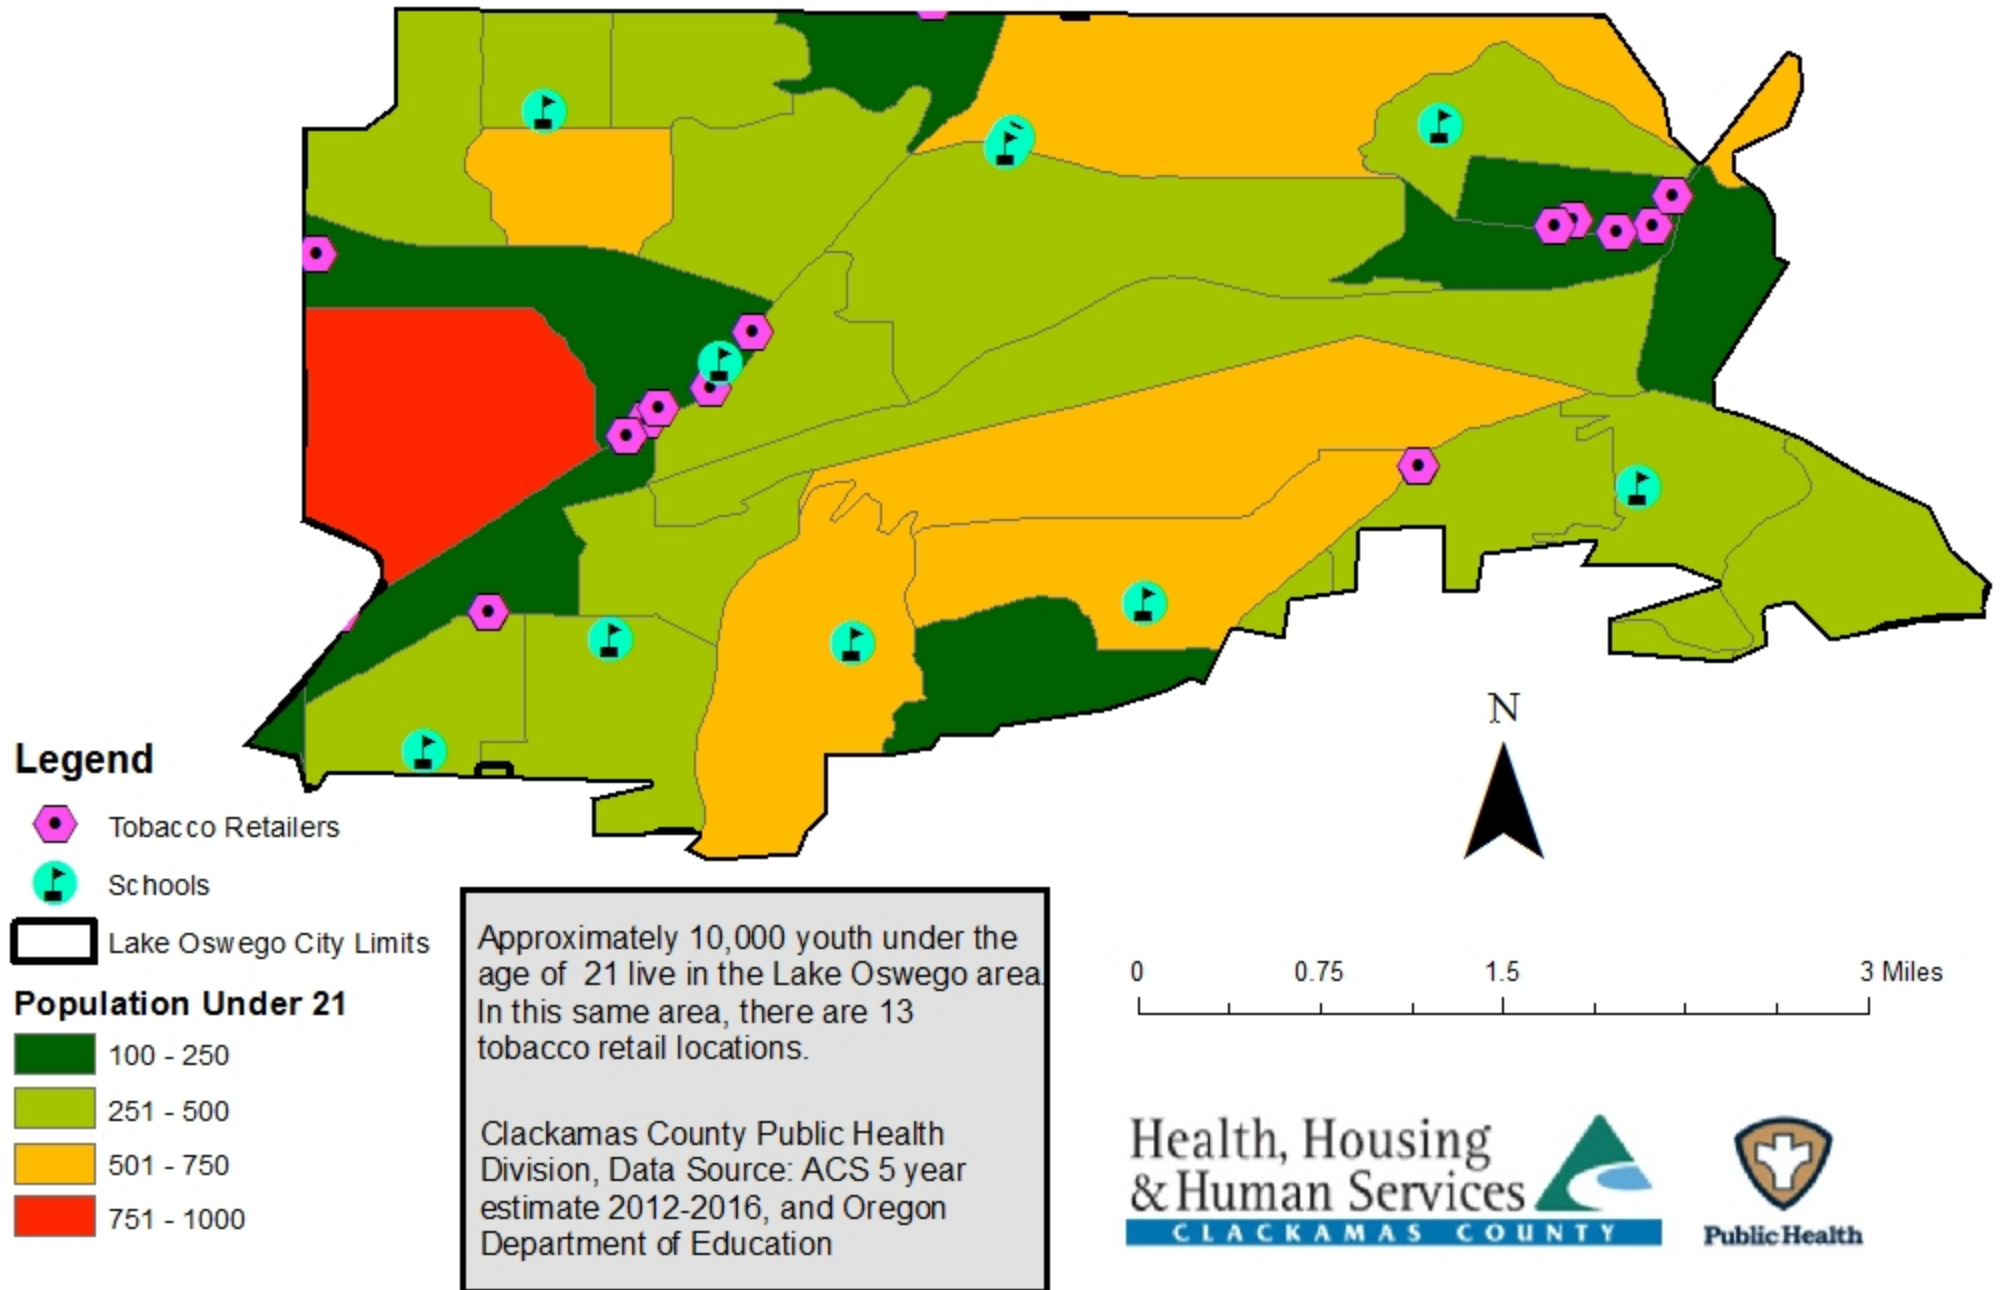 N
Legend
Tobacco Retailers
Schools
Lake Oswego City Limits
Population Under 21
100 - 250
251 - 500
501 - 750
751 - 1000
Approximately 10,000 youth under the
age of 21 live in the Lake Oswego area.
In this same area, there are 13
tobacco retail locations.
Clackamas County Public Health
Division, Data Source: ACS 5 year
estimate 2012-2016, and Oregon
Department of Education
0 0.75 1.5 3 Miles
Health, Housing
& Human Services
CLACKAMAS COUNTY
Public Health